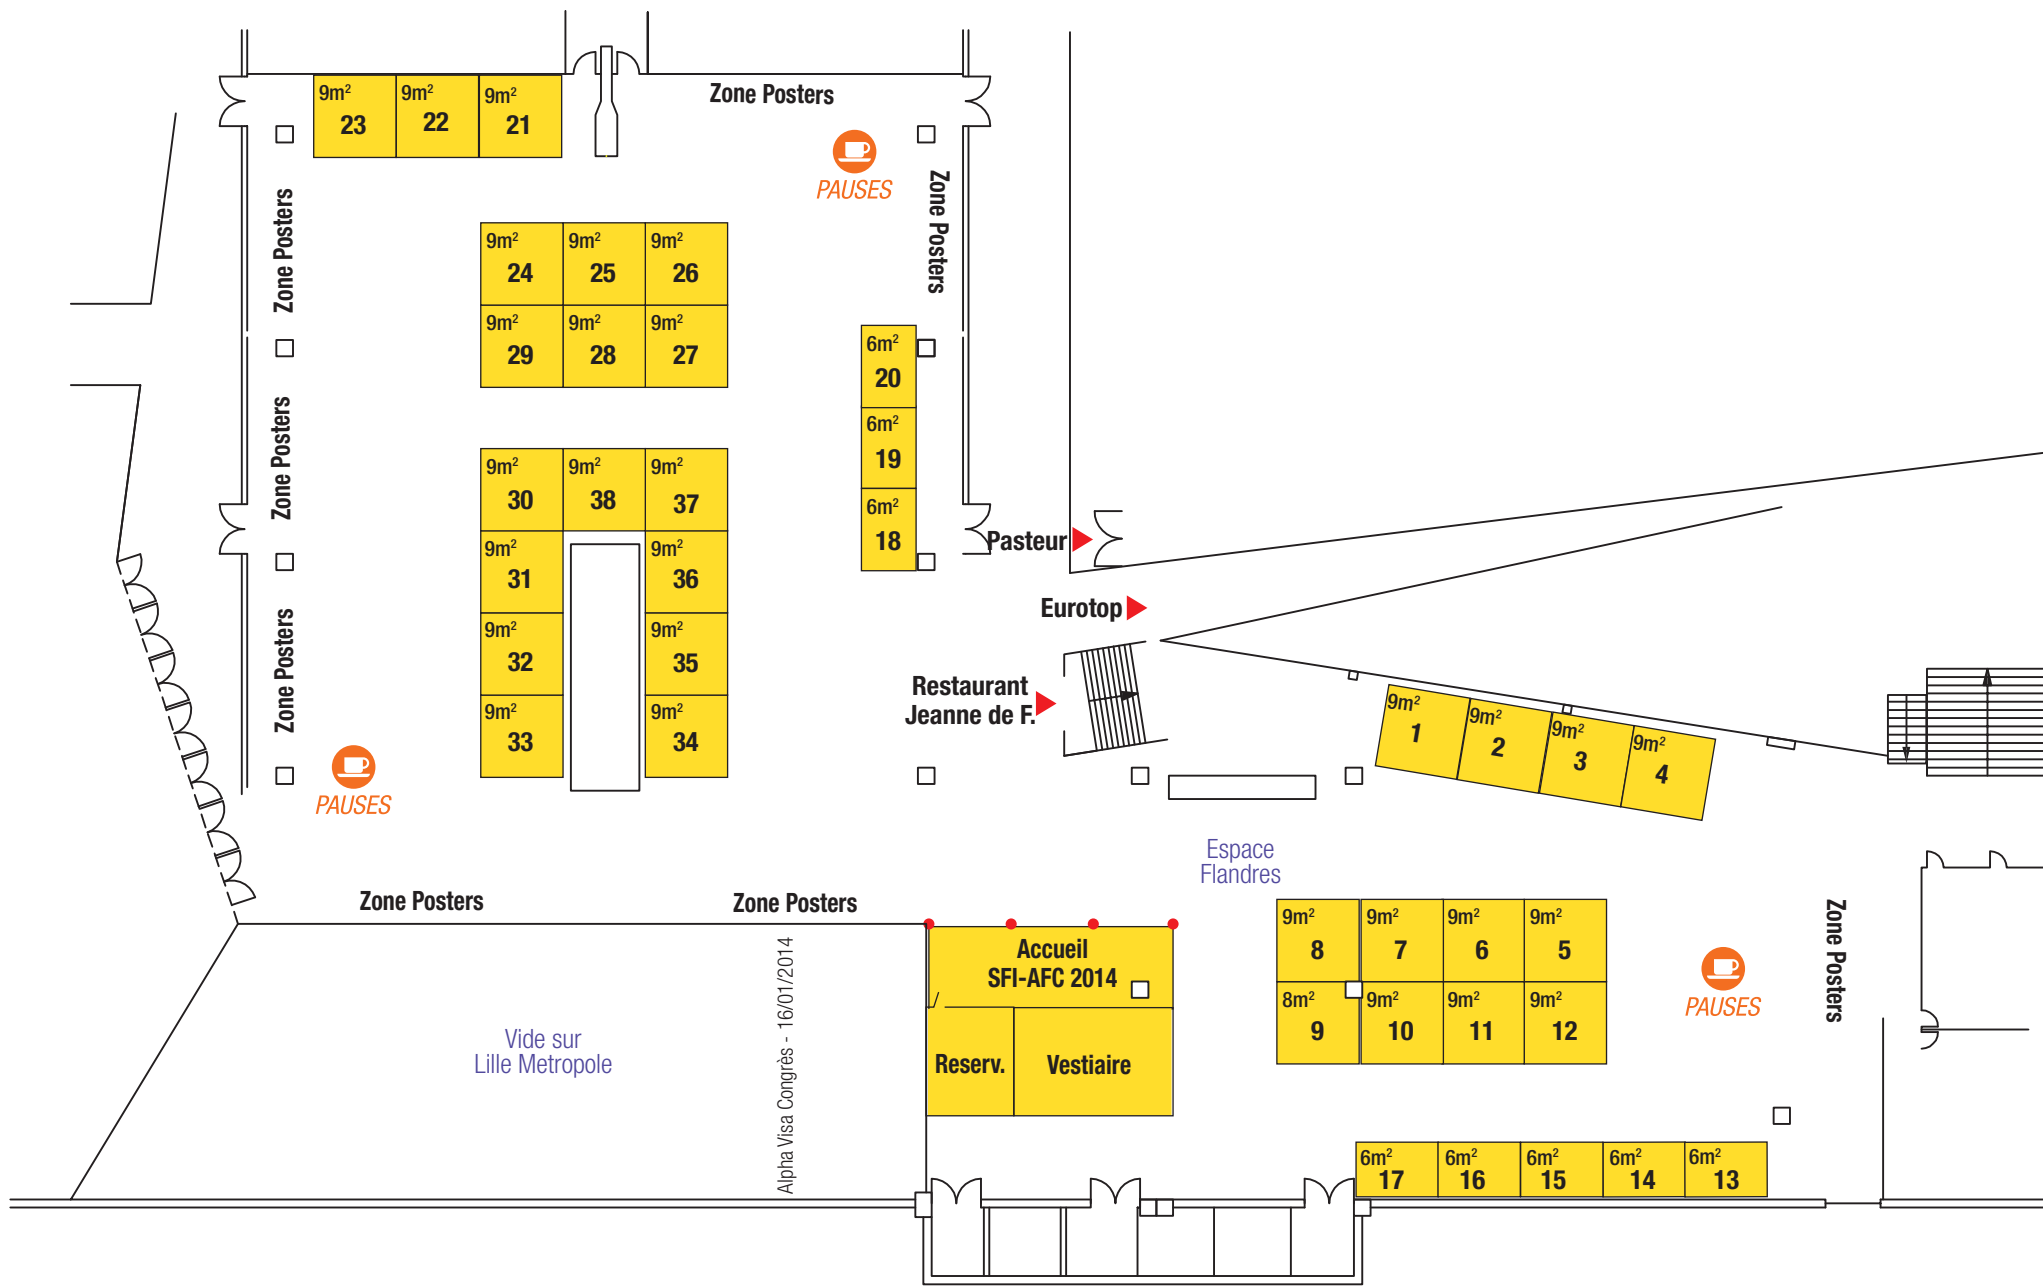 Zone Posters
9m²
23
9m²
22
9m²
21
PAUSES
Zone Posters
Zone Posters
9m²
24
9m²
25
9m²
26
9m²
29
9m²
28
9m²
27
6m²
20
6m²
19
6m²
18
Zone Posters
9m²
30
9m²
38
9m²
37
9m²
31
9m²
36
9m²
32
9m²
35
9m²
33
9m²
34
Pasteur
Eurotop
Restaurant
Jeanne de F.
Zone Posters
PAUSES
9m²
1
9m²
2
9m²
3
9m²
4
Espace
Flandres
Zone Posters
Zone Posters
Accueil
SFI-AFC 2014
Reserv.
Vestiaire
Vide sur
Lille Metropole
Alpha Visa Congrès - 16/01/2014
9m²
8
9m²
7
9m²
6
9m²
5
8m²
9
9m²
10
9m²
11
9m²
12
PAUSES
Zone Posters
6m²
17
6m²
16
6m²
15
6m²
14
6m²
13